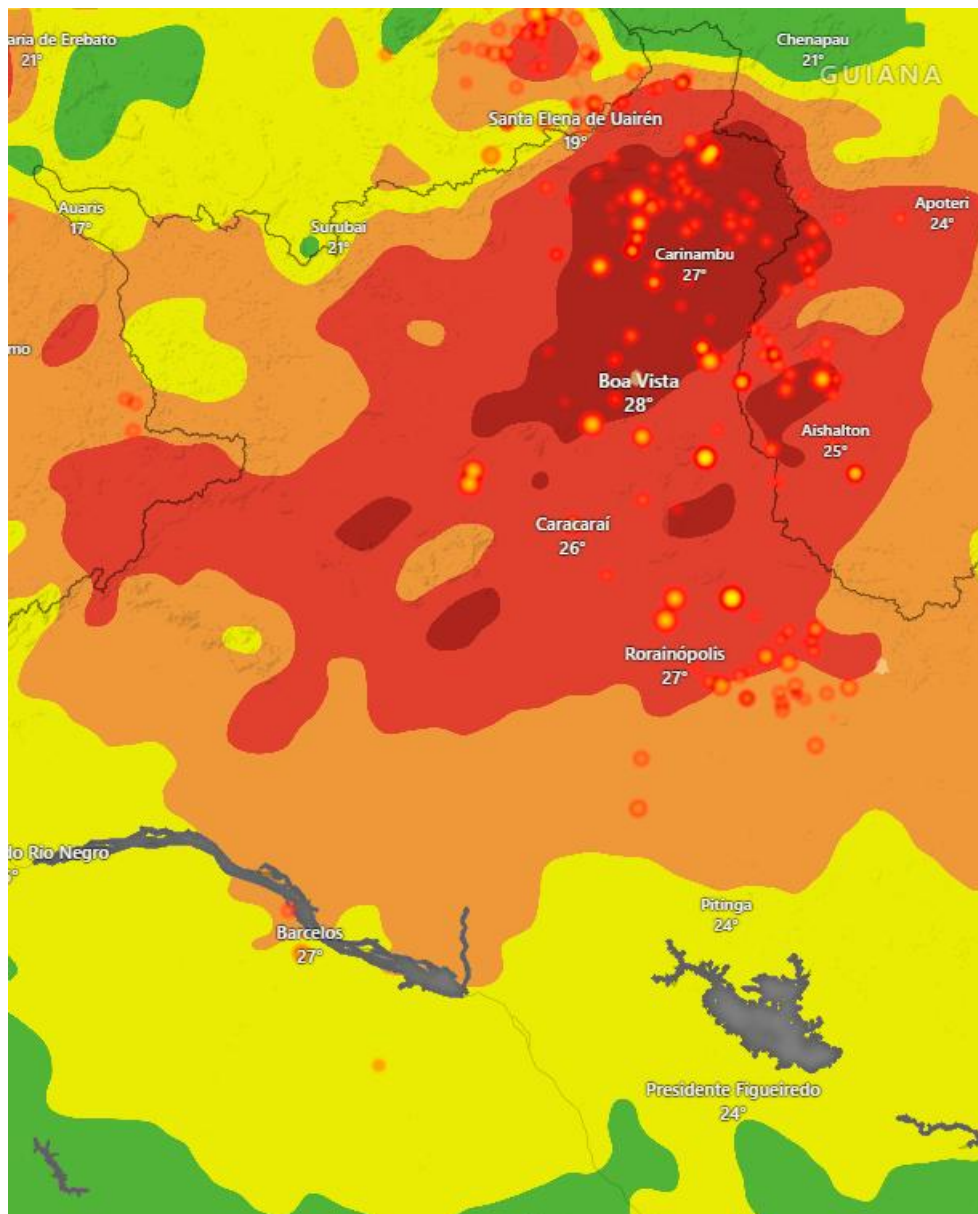 aria de Erebato
21°
Chenapau
21°
GUIANA
Santa Elena de Uairén
19°
Auaris
17°
Surubai
21°
Apoteri
24°
Carinambu
27°
mo
Boa Vista
28°
Aishalton
25°
Caracaraí
26°
Rorainópolis
27°
do Rio Negro
Barcelos
27°
Pitinga
24°
Presidente Figueiredo
24°